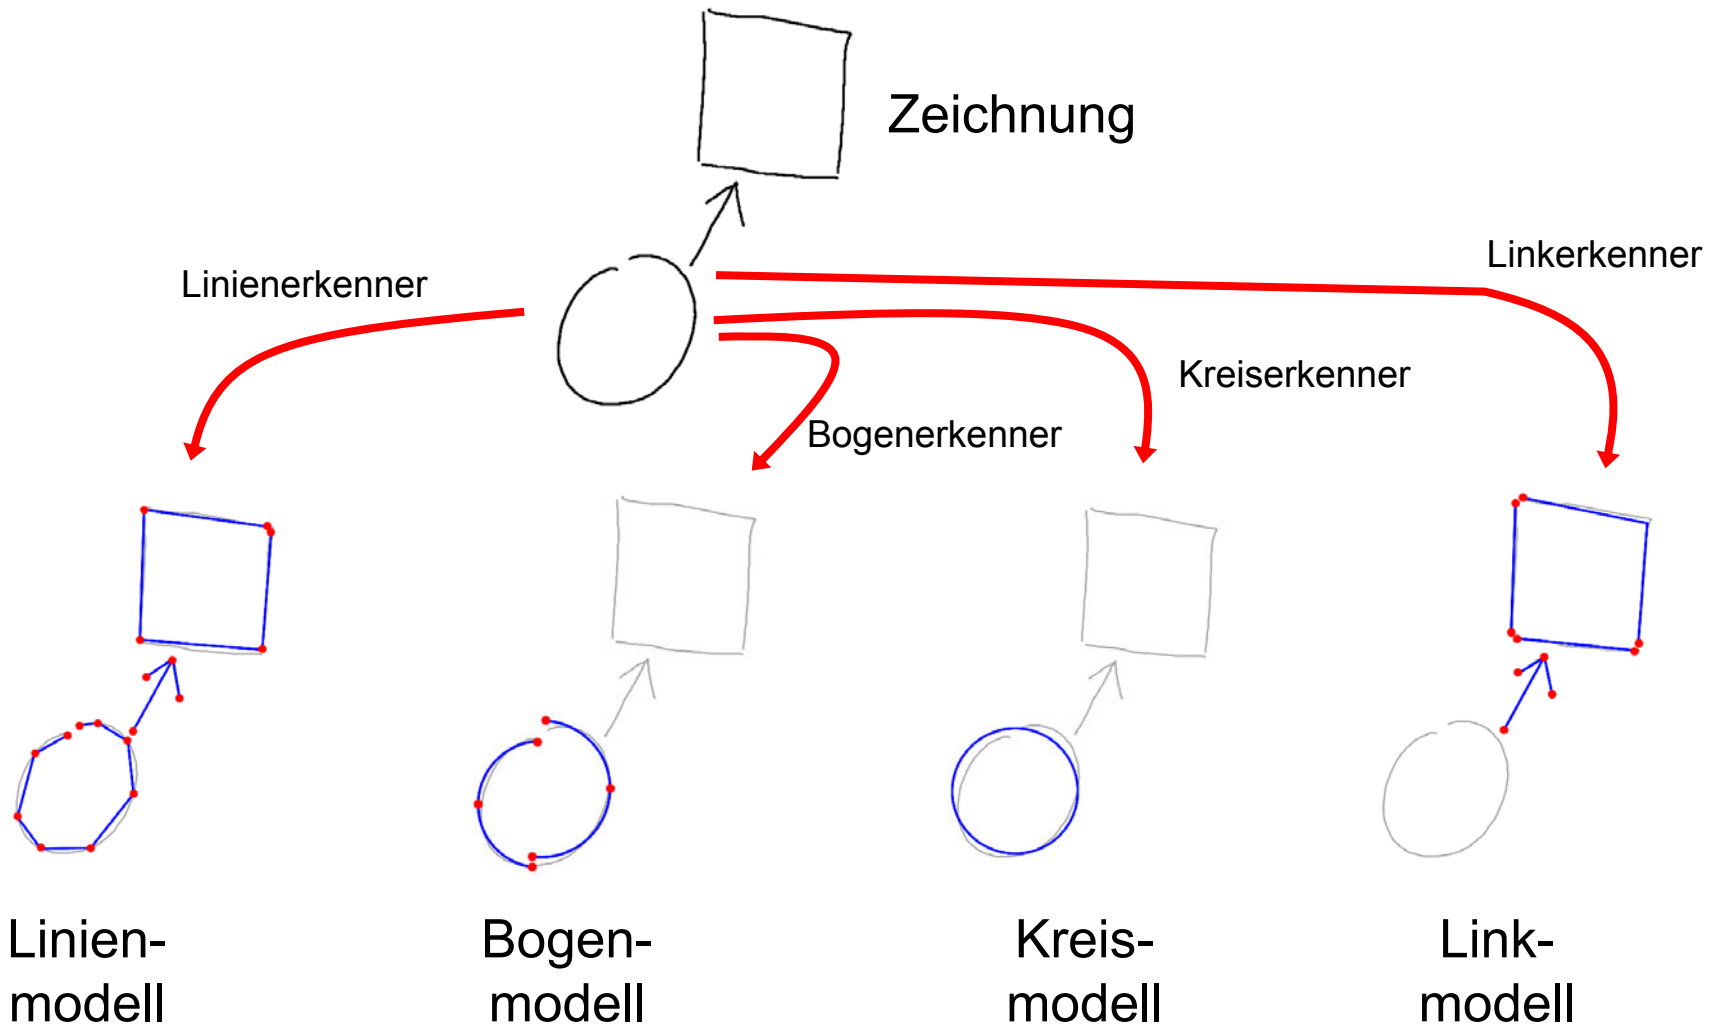 Zeichnung
Linkerkenner
Linienerkenner
Kreiserkenner
Bogenerkenner
Linien-
modell
Bogen-
modell
Kreis-
modell
Link-
modell